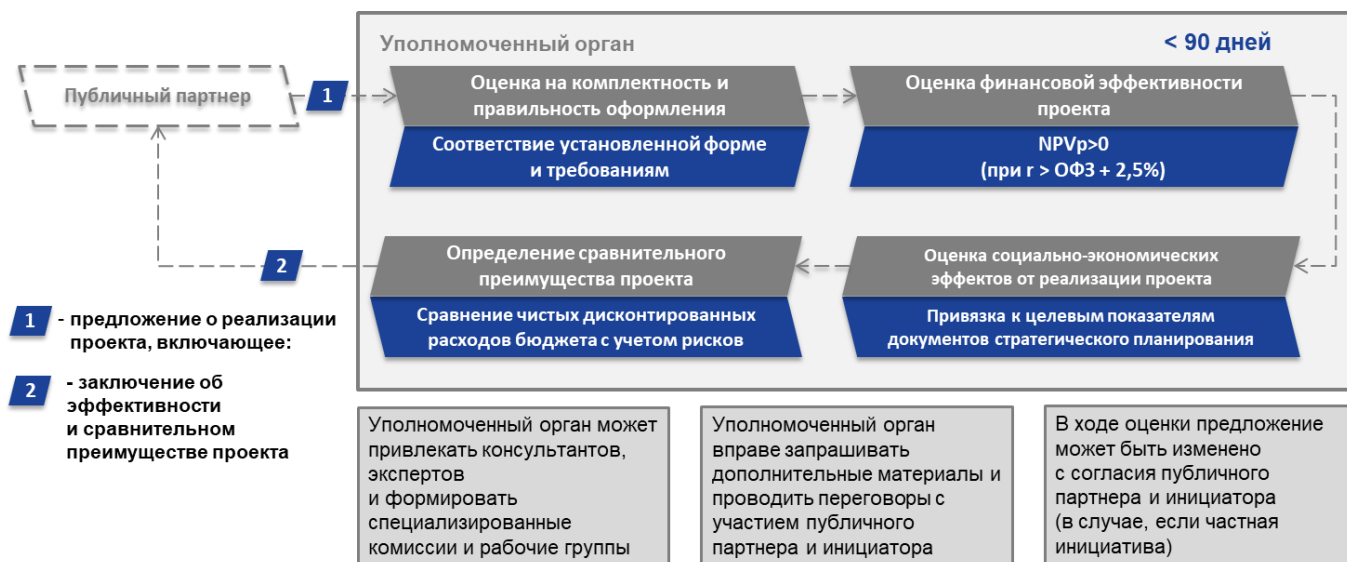 Уполномоченный орган
< 90 дней
Публичный партнер
1
Оценка на комплектность и
правильность оформления
Соответствие установленной форме
и требованиям
Оценка финансовой эффективности
проекта
NPVp>0
(при r > ОФЗ + 2,5%)
Определение сравнительного
преимущества проекта
Сравнение чистых дисконтированных
расходов бюджета с учетом рисков
Оценка социально-экономических
эффектов от реализации проекта
Привязка к целевым показателям
документов стратегического планирования
2
1
- предложение о реализации
проекта, включающее:
2
- заключение об
эффективности
и сравнительном
преимуществе проекта
Уполномоченный орган может
привлекать консультантов,
экспертов
и формировать
специализированные
комиссии и рабочие группы
Уполномоченный орган
вправе запрашивать
дополнительные материалы и
проводить переговоры с
участием публичного
партнера и инициатора
В ходе оценки предложение
может быть изменено
с согласия публичного
партнера и инициатора
(в случае, если частная
инициатива)